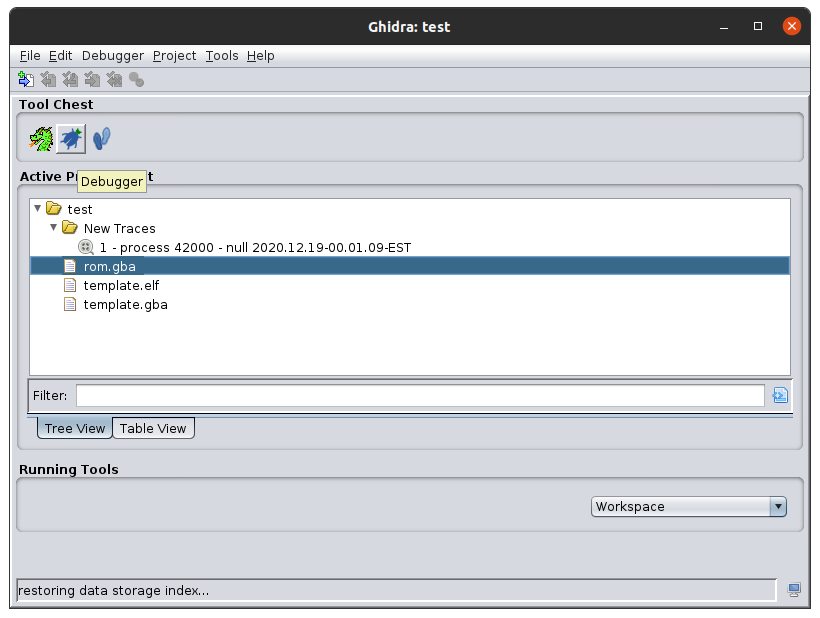 Ghidra: test
File Edit Debugger Project Tools Help
Tool Chest
Debugger
Active P t
test
New Traces
1 - process 42000 - null 2020.12.19-00.01.09-EST
rom.gba
template.elf
template.gba
Filter:
Tree View Table View
Running Tools
Workspace
restoring data storage index...